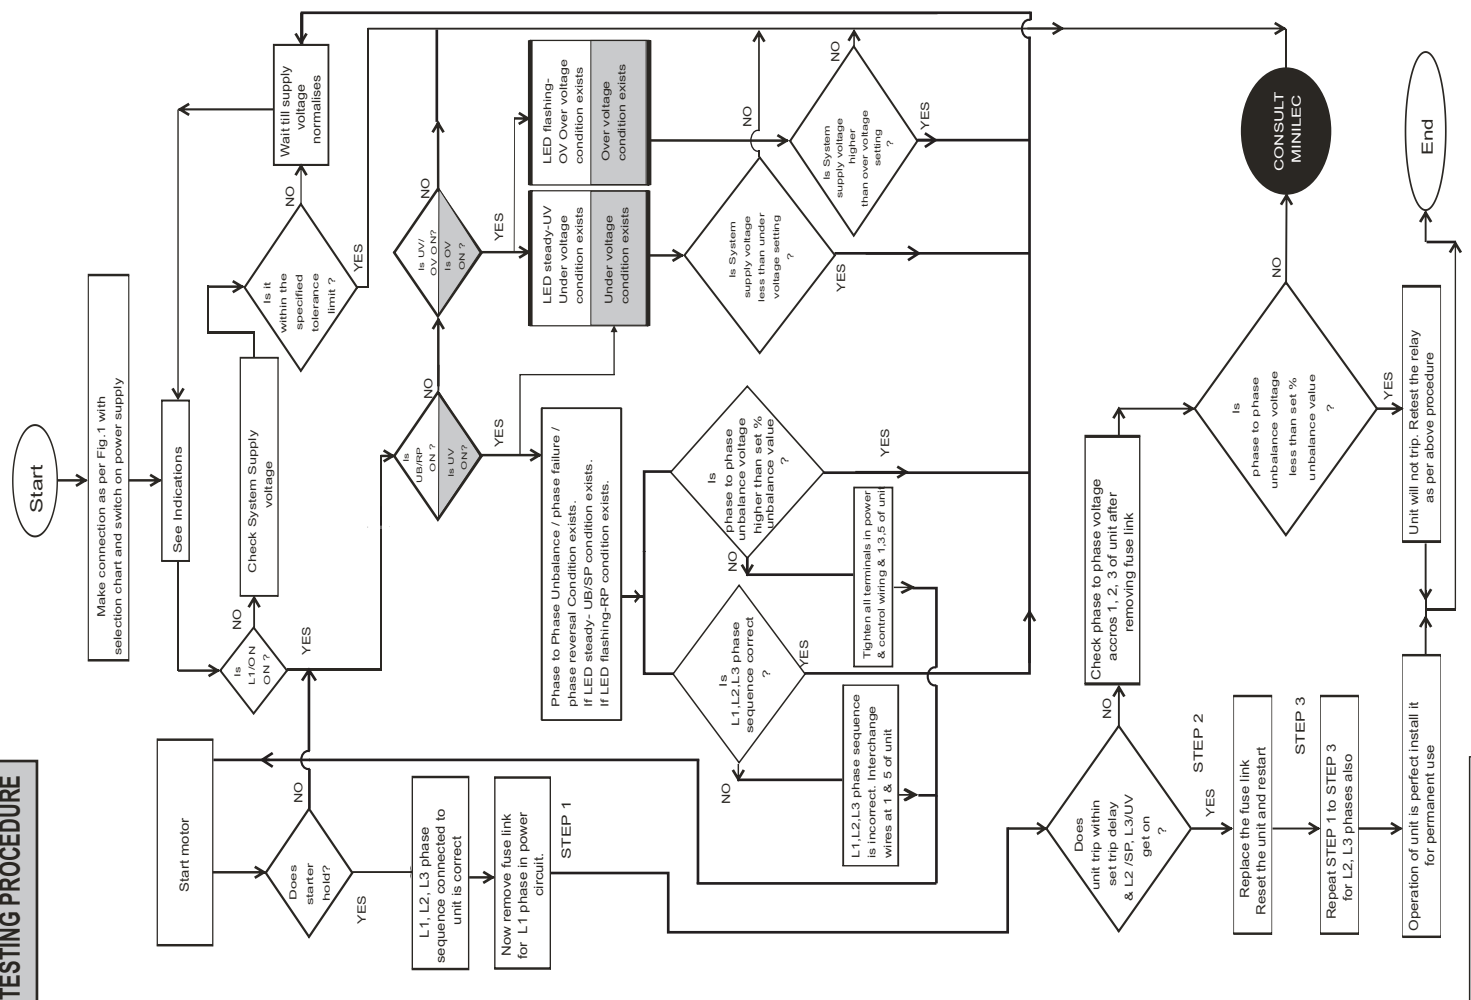 TESTING PROCEDURE
Start
Make connection as per Fig.1 with
selection chart and switch on power supply
See Indications
Is
L1/ON
ON ?
NO
YES
Check System Supply
voltage
Is it
within the
specified
tolerance
limit ?
NO
YES
Wait till supply
voltage
normalises
Start motor
Does
starter
hold?
NO
YES
L1, L2, L3 phase
sequence connected to
unit is correct
Now remove fuse link
for L1 phase in power
circuit.
STEP 1
Is
UB/RP
ON ?
Is UV
ON?
NO
YES
Is UV/
OV ON?
Is OV
ON ?
NO
YES
LED steady-UV
Under voltage
condition exists
Under voltage
condition exists
LED flashing-
OV Over voltage
condition exists
Over voltage
condition exists
Phase to Phase Unbalance / phase failure /
phase reversal Condition exists.
If LED steady- UB/SP condition exists.
If LED flashing-RP condition exists.
Is System
supply voltage
less than under
voltage setting
?
NO
YES
Is System
supply voltage
higher
than over voltage
setting
?
NO
YES
Is
phase to phase
unbalance voltage
higher than set %
unbalance value
?
NO
YES
Is
L1,L2,L3 phase
sequence correct
?
NO
YES
Tighten all terminals in power
& control wiring & 1,3,5 of unit
L1,L2,L3 phase sequence
is incorrect. Interchange
wires at 1 & 5 of unit
Does
unit trip within
set trip delay
& L2 /SP, L3/UV
get on
?
NO
YES
STEP 2
Check phase to phase voltage
accros 1, 2, 3 of unit after
removing fuse link
Is
phase to phase
unbalance voltage
less than set %
unbalance value
?
NO
YES
CONSULT
MINILEC
Replace the fuse link
Reset the unit and restart
STEP 3
Repeat STEP 1 to STEP 3
for L2, L3 phases also
Operation of unit is perfect install it
for permanent use
Unit will not trip. Retest the relay
as per above procedure
End